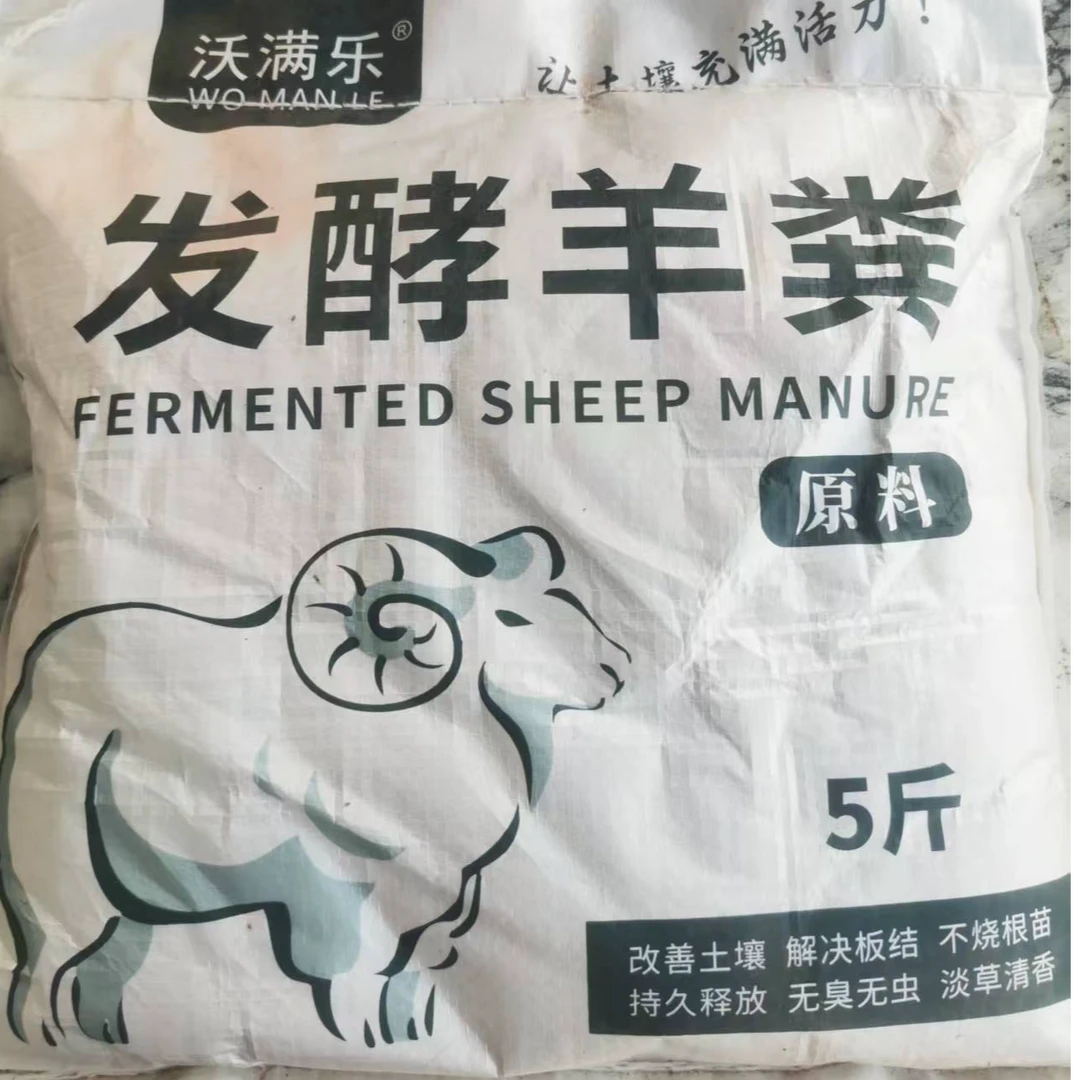 沃满乐®
WO MAN LE
让土壤充满活力！
发酵羊粪
FERMENTED SHEEP MANURE
原料
5斤
改善土壤 解决板结 不烧根苗
持久释放 无臭无虫 淡草清香